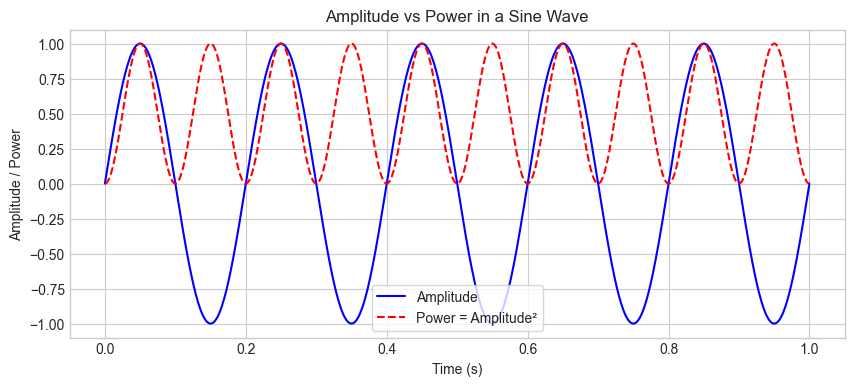 Amplitude vs Power in a Sine Wave
Amplitude / Power
1.00
0.75
0.50
0.25
0.00
−0.25
−0.50
−0.75
−1.00
Amplitude
Power = Amplitude²
0.0 0.2 0.4 0.6 0.8 1.0
Time (s)